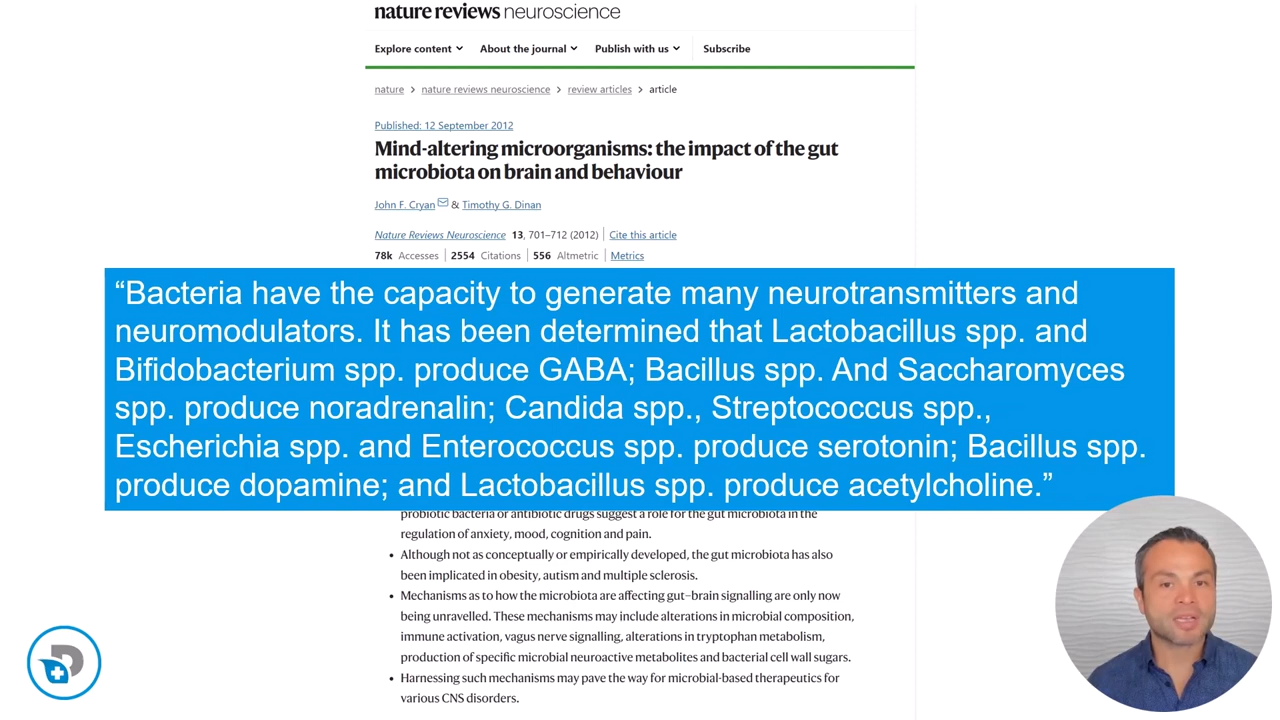 nature reviews neuroscience
Explore content About the journal Publish with us Subscribe
nature > nature reviews neuroscience > review articles > article
Published: 12 September 2012
Mind-altering microorganisms: the impact of the gut
microbiota on brain and behaviour
John F. Cryan & Timothy G. Dinan
Nature Reviews Neuroscience 13, 701–712 (2012) | Cite this article
78k Accesses | 2554 Citations | 556 Altmetric | Metrics
“Bacteria have the capacity to generate many neurotransmitters and
neuromodulators. It has been determined that Lactobacillus spp. and
Bifidobacterium spp. produce GABA; Bacillus spp. And Saccharomyces
spp. produce noradrenalin; Candida spp., Streptococcus spp.,
Escherichia spp. and Enterococcus spp. produce serotonin; Bacillus spp.
produce dopamine; and Lactobacillus spp. produce acetylcholine.”
probiotic bacteria or antibiotic drugs suggest a role for the gut microbiota in the
regulation of anxiety, mood, cognition and pain.
• Although not as conceptually or empirically developed, the gut microbiota has also
been implicated in obesity, autism and multiple sclerosis.
• Mechanisms as to how the microbiota are affecting gut–brain signalling are only now
being unravelled. These mechanisms may include alterations in microbial composition,
immune activation, vagus nerve signalling, alterations in tryptophan metabolism,
production of specific microbial neuroactive metabolites and bacterial cell wall sugars.
• Harnessing such mechanisms may pave the way for microbial-based therapeutics for
various CNS disorders.